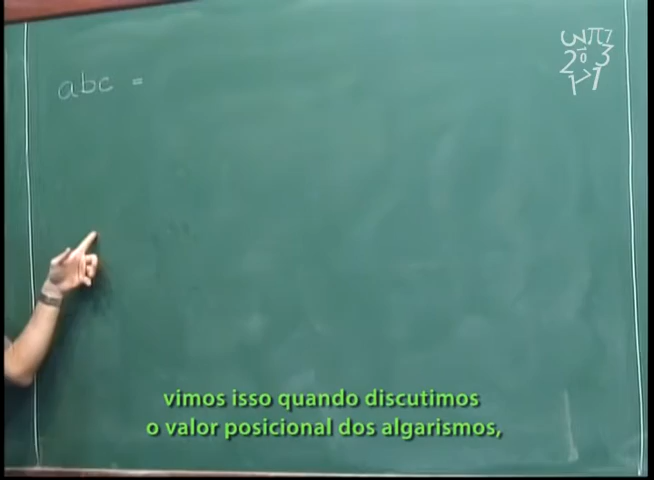 abc =
vimos isso quando discutimos
o valor posicional dos algarismos,